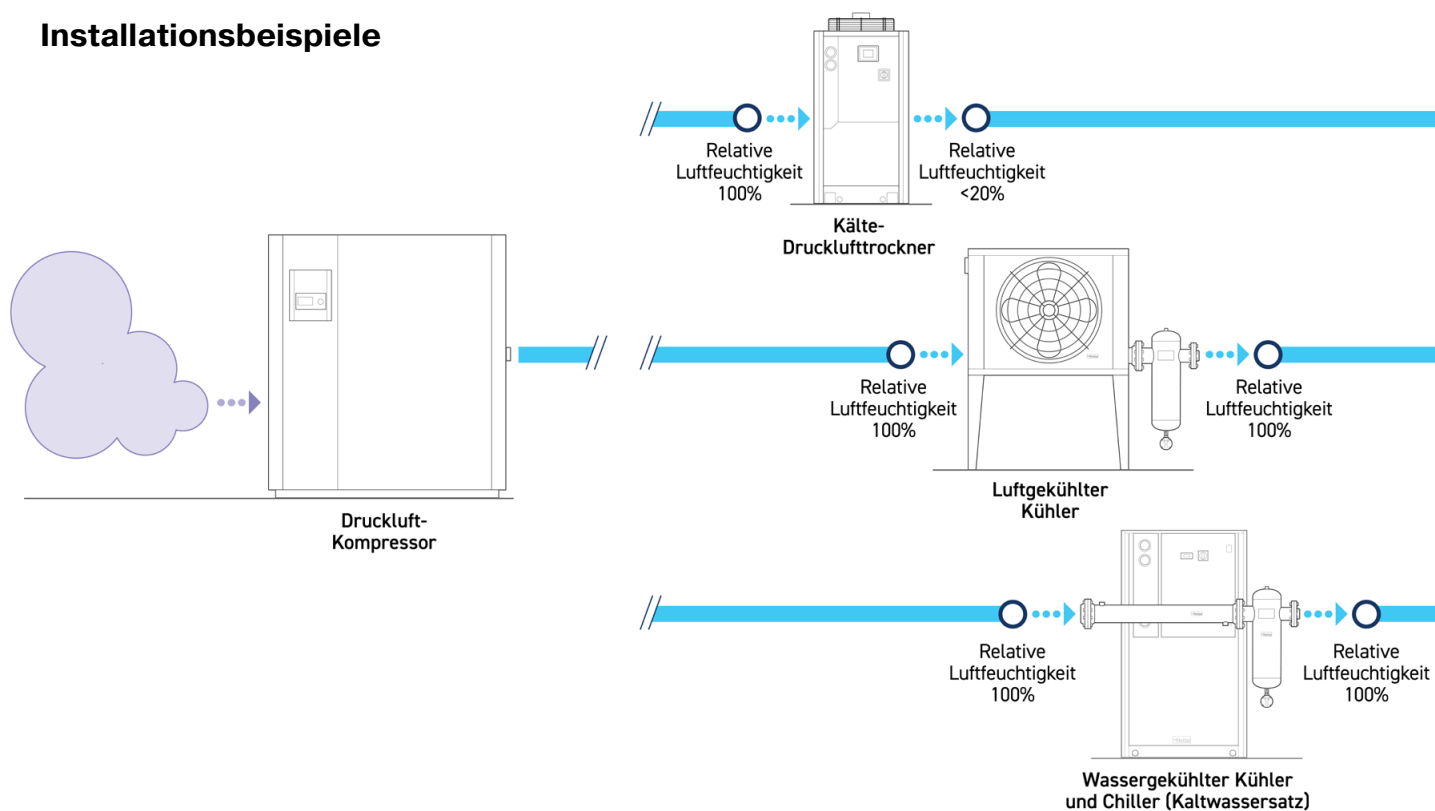 Installationsbeispiele
Relative
Luftfeuchtigkeit
100%
Relative
Luftfeuchtigkeit
<20%
Kälte-
Drucklufttrockner
Relative
Luftfeuchtigkeit
100%
Relative
Luftfeuchtigkeit
100%
Luftgekühlter
Kühler
Druckluft-
Kompressor
Relative
Luftfeuchtigkeit
100%
Relative
Luftfeuchtigkeit
100%
Wassergekühlter Kühler
und Chiller (Kaltwassersatz)